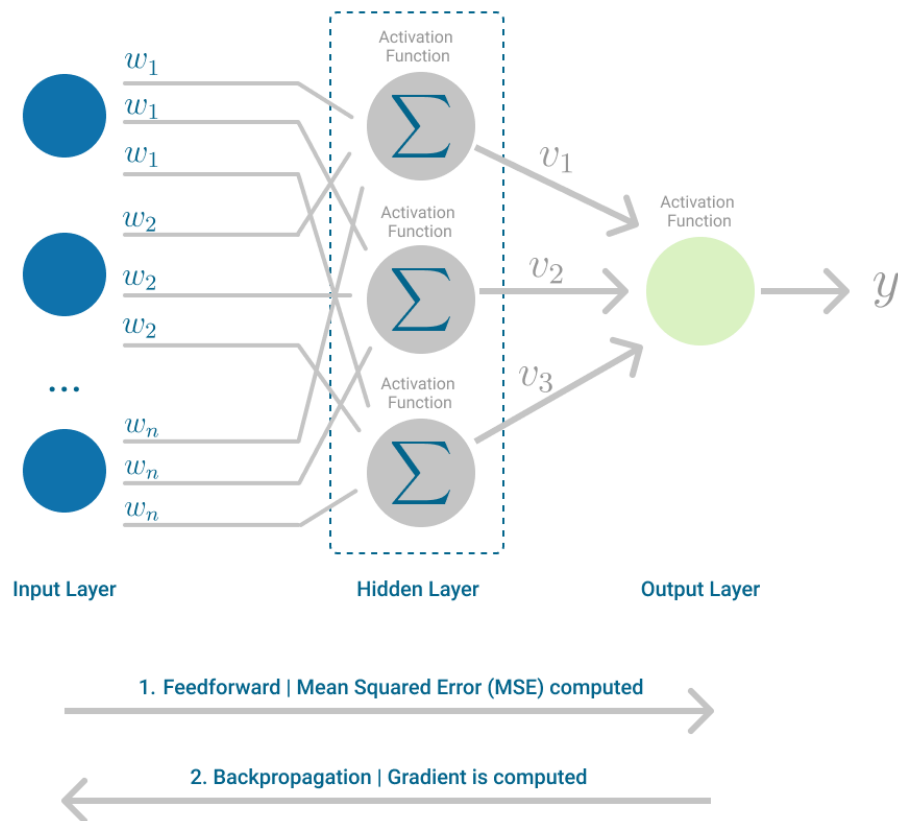 Activation
Function
w₁
w₁
w₁
Σ
v₁
w₂
w₂
w₂
Activation
Function
Σ
v₂
Activation
Function
y
...
Activation
Function
v₃
wₙ
wₙ
wₙ
Σ
Input Layer
Hidden Layer
Output Layer
1. Feedforward | Mean Squared Error (MSE) computed
2. Backpropagation | Gradient is computed